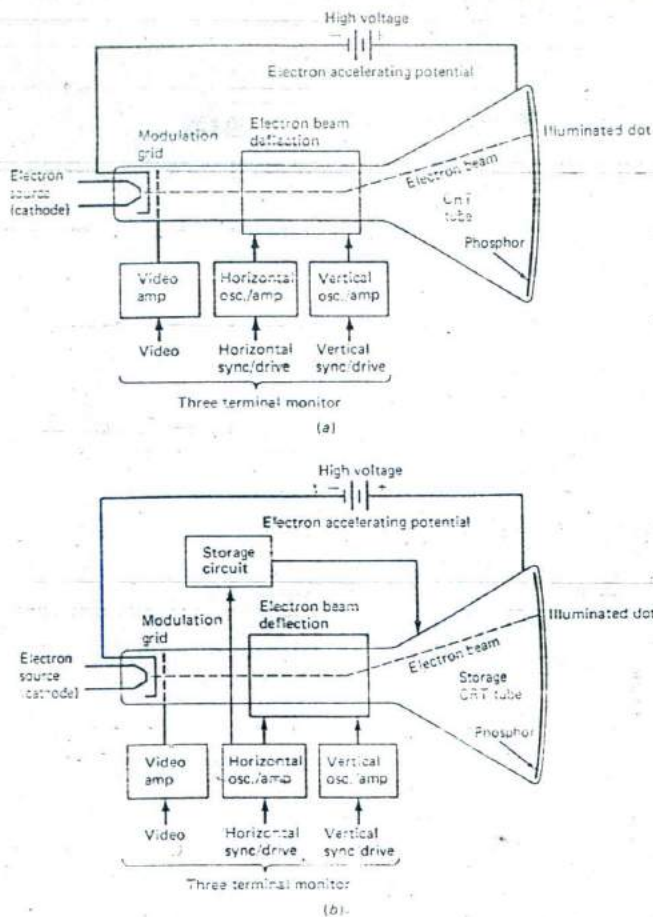 High voltage
Electron accelerating potential
Modulation grid
Electron beam deflection
Illuminated dot
Electron source (cathode)
Electron beam
CRT tube
Phosphor
Video amp
Horizontal osc./amp
Vertical osc./amp
Video
Horizontal sync/drive
Vertical sync/drive
Three terminal monitor
(a)
High voltage
- +
Electron accelerating potential
Storage circuit
Electron beam deflection
Modulation grid
Illuminated dot
Electron source (cathode)
Electron beam
Storage CRT tube
Phosphor
Video amp
Horizontal osc./amp
Vertical osc./amp
Video
Horizontal sync/drive
Vertical sync/drive
Three terminal monitor
(b)